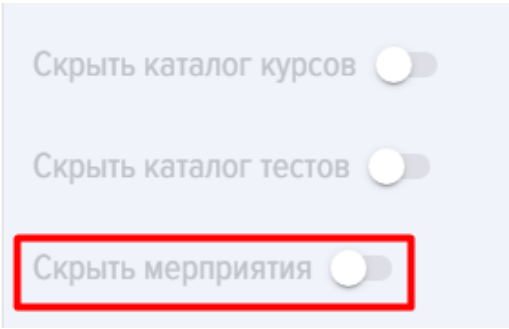 Скрыть каталог курсов
Скрыть каталог тестов
Скрыть мерприятия